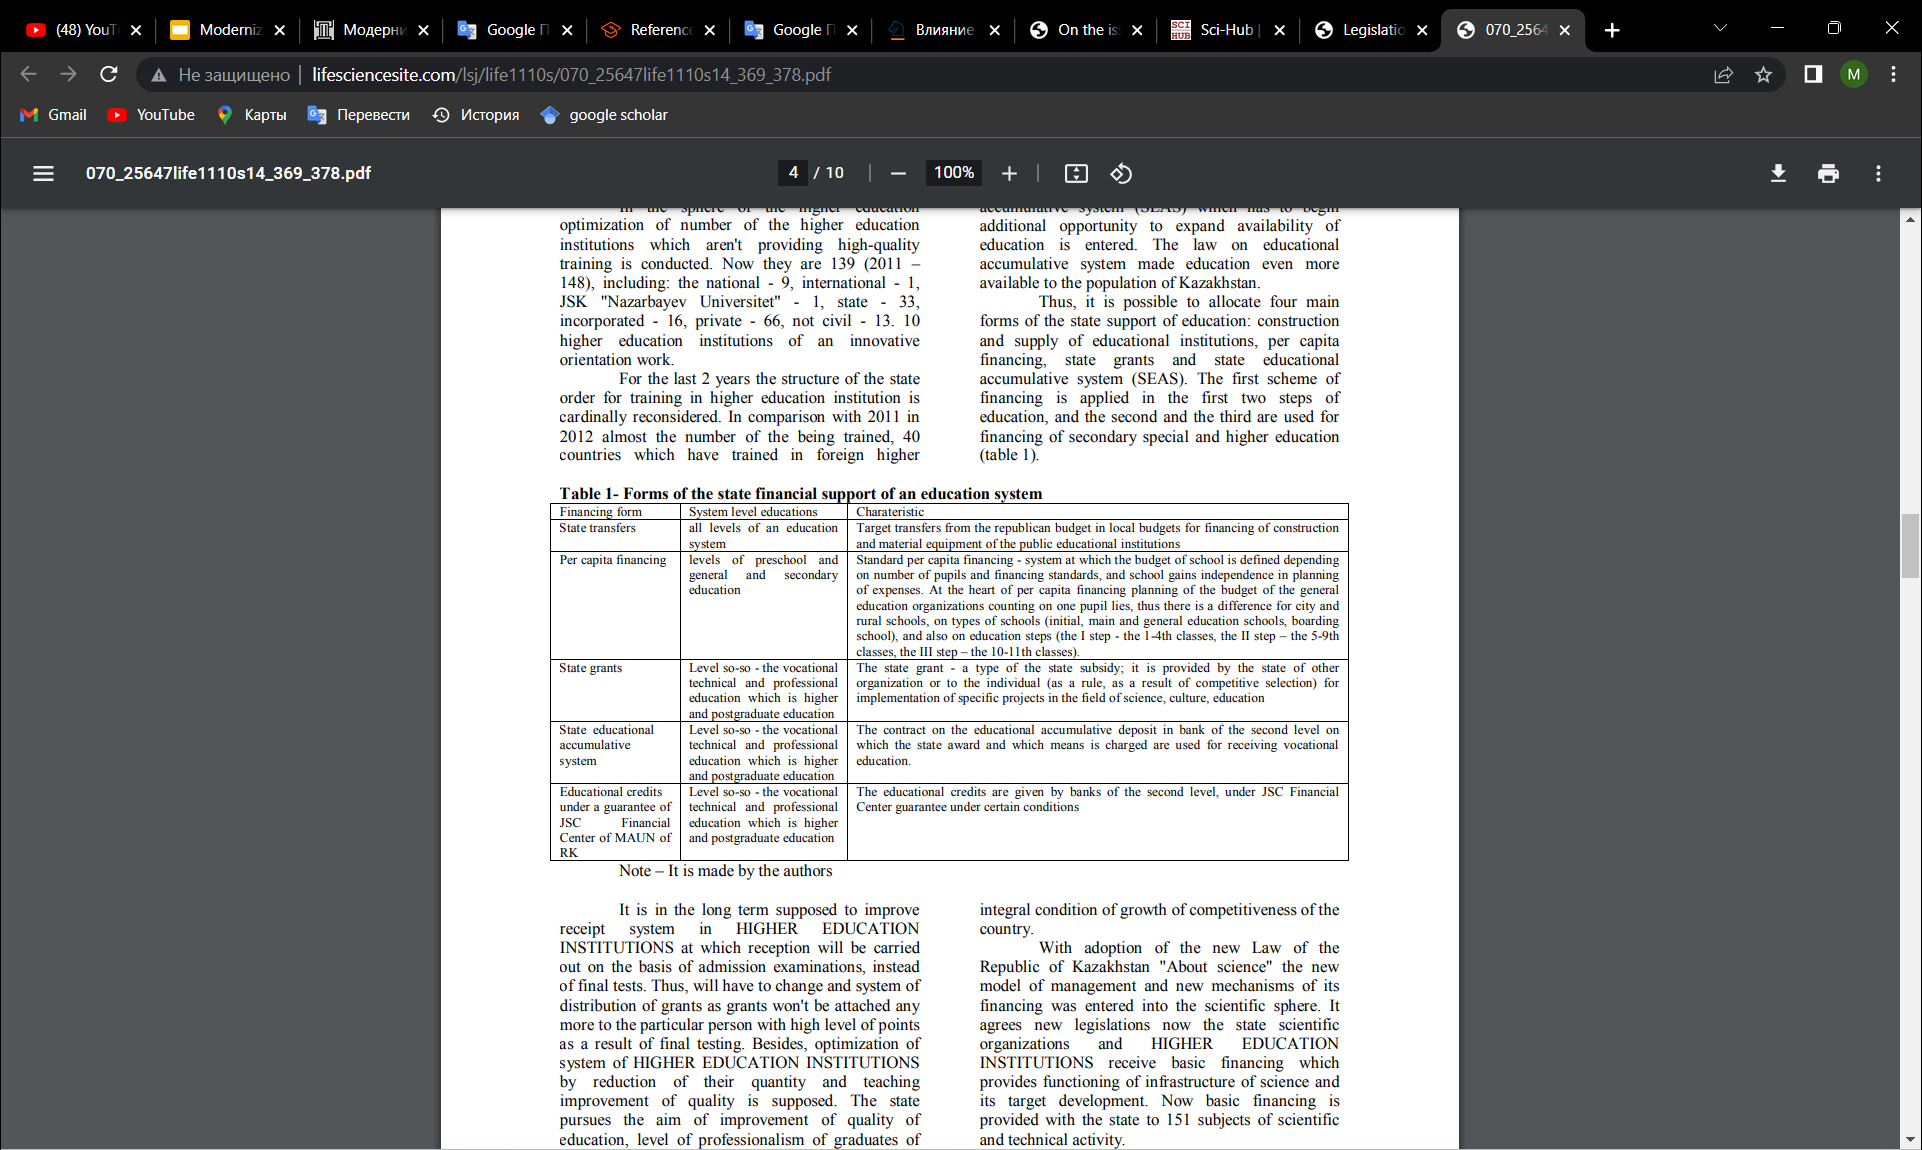 (48) YouT
Moderniz
Модерни
Google П
Reference
Google П
Влияние
On the is
Sci-Hub |
Legislatio
070_2564
Не защищено | lifesciencesite.com/lsj/life1110s/070_25647life1110s14_369_378.pdf
M
Gmail
YouTube
Карты
Перевести
История
google scholar
070_25647life1110s14_369_378.pdf
4 / 10
100%
In the sphere of the higher education
optimization of number of the higher education
institutions which aren't providing high-quality
training is conducted. Now they are 139 (2011 –
148), including: the national - 9, international - 1,
JSK "Nazarbayev Universitet" - 1, state - 33,
incorporated - 16, private - 66, not civil - 13. 10
higher education institutions of an innovative
orientation work.
For the last 2 years the structure of the state
order for training in higher education institution is
cardinally reconsidered. In comparison with 2011 in
2012 almost the number of the being trained, 40
countries which have trained in foreign higher
accumulative system (SEAS) which has to begin
additional opportunity to expand availability of
education is entered. The law on educational
accumulative system made education even more
available to the population of Kazakhstan.
Thus, it is possible to allocate four main
forms of the state support of education: construction
and supply of educational institutions, per capita
financing, state grants and state educational
accumulative system (SEAS). The first scheme of
financing is applied in the first two steps of
education, and the second and the third are used for
financing of secondary special and higher education
(table 1).
Table 1- Forms of the state financial support of an education system
Financing form
System level educations
Charateristic
State transfers
all levels of an education
system
Target transfers from the republican budget in local budgets for financing of construction
and material equipment of the public educational institutions
Per capita financing
levels of preschool and
general and secondary
education
Standard per capita financing - system at which the budget of school is defined depending
on number of pupils and financing standards, and school gains independence in planning
of expenses. At the heart of per capita financing planning of the budget of the general
education organizations counting on one pupil lies, thus there is a difference for city and
rural schools, on types of schools (initial, main and general education schools, boarding
school), and also on education steps (the I step - the 1-4th classes, the II step – the 5-9th
classes, the III step – the 10-11th classes).
State grants
Level so-so - the vocational
technical and professional
education which is higher
and postgraduate education
The state grant - a type of the state subsidy; it is provided by the state of other
organization or to the individual (as a rule, as a result of competitive selection) for
implementation of specific projects in the field of science, culture, education
State educational
accumulative
system
Level so-so - the vocational
technical and professional
education which is higher
and postgraduate education
The contract on the educational accumulative deposit in bank of the second level on
which the state award and which means is charged are used for receiving vocational
education.
Educational credits
under a guarantee of
JSC Financial
Center of MAUN of
RK
Level so-so - the vocational
technical and professional
education which is higher
and postgraduate education
The educational credits are given by banks of the second level, under JSC Financial
Center guarantee under certain conditions
Note – It is made by the authors
It is in the long term supposed to improve
receipt system in HIGHER EDUCATION
INSTITUTIONS at which reception will be carried
out on the basis of admission examinations, instead
of final tests. Thus, will have to change and system of
distribution of grants as grants won't be attached any
more to the particular person with high level of points
as a result of final testing. Besides, optimization of
system of HIGHER EDUCATION INSTITUTIONS
by reduction of their quantity and teaching
improvement of quality is supposed. The state
pursues the aim of improvement of quality of
education, level of professionalism of graduates of
integral condition of growth of competitiveness of the
country.
With adoption of the new Law of the
Republic of Kazakhstan "About science" the new
model of management and new mechanisms of its
financing was entered into the scientific sphere. It
agrees new legislations now the state scientific
organizations and HIGHER EDUCATION
INSTITUTIONS receive basic financing which
provides functioning of infrastructure of science and
its target development. Now basic financing is
provided with the state to 151 subjects of scientific
and technical activity.